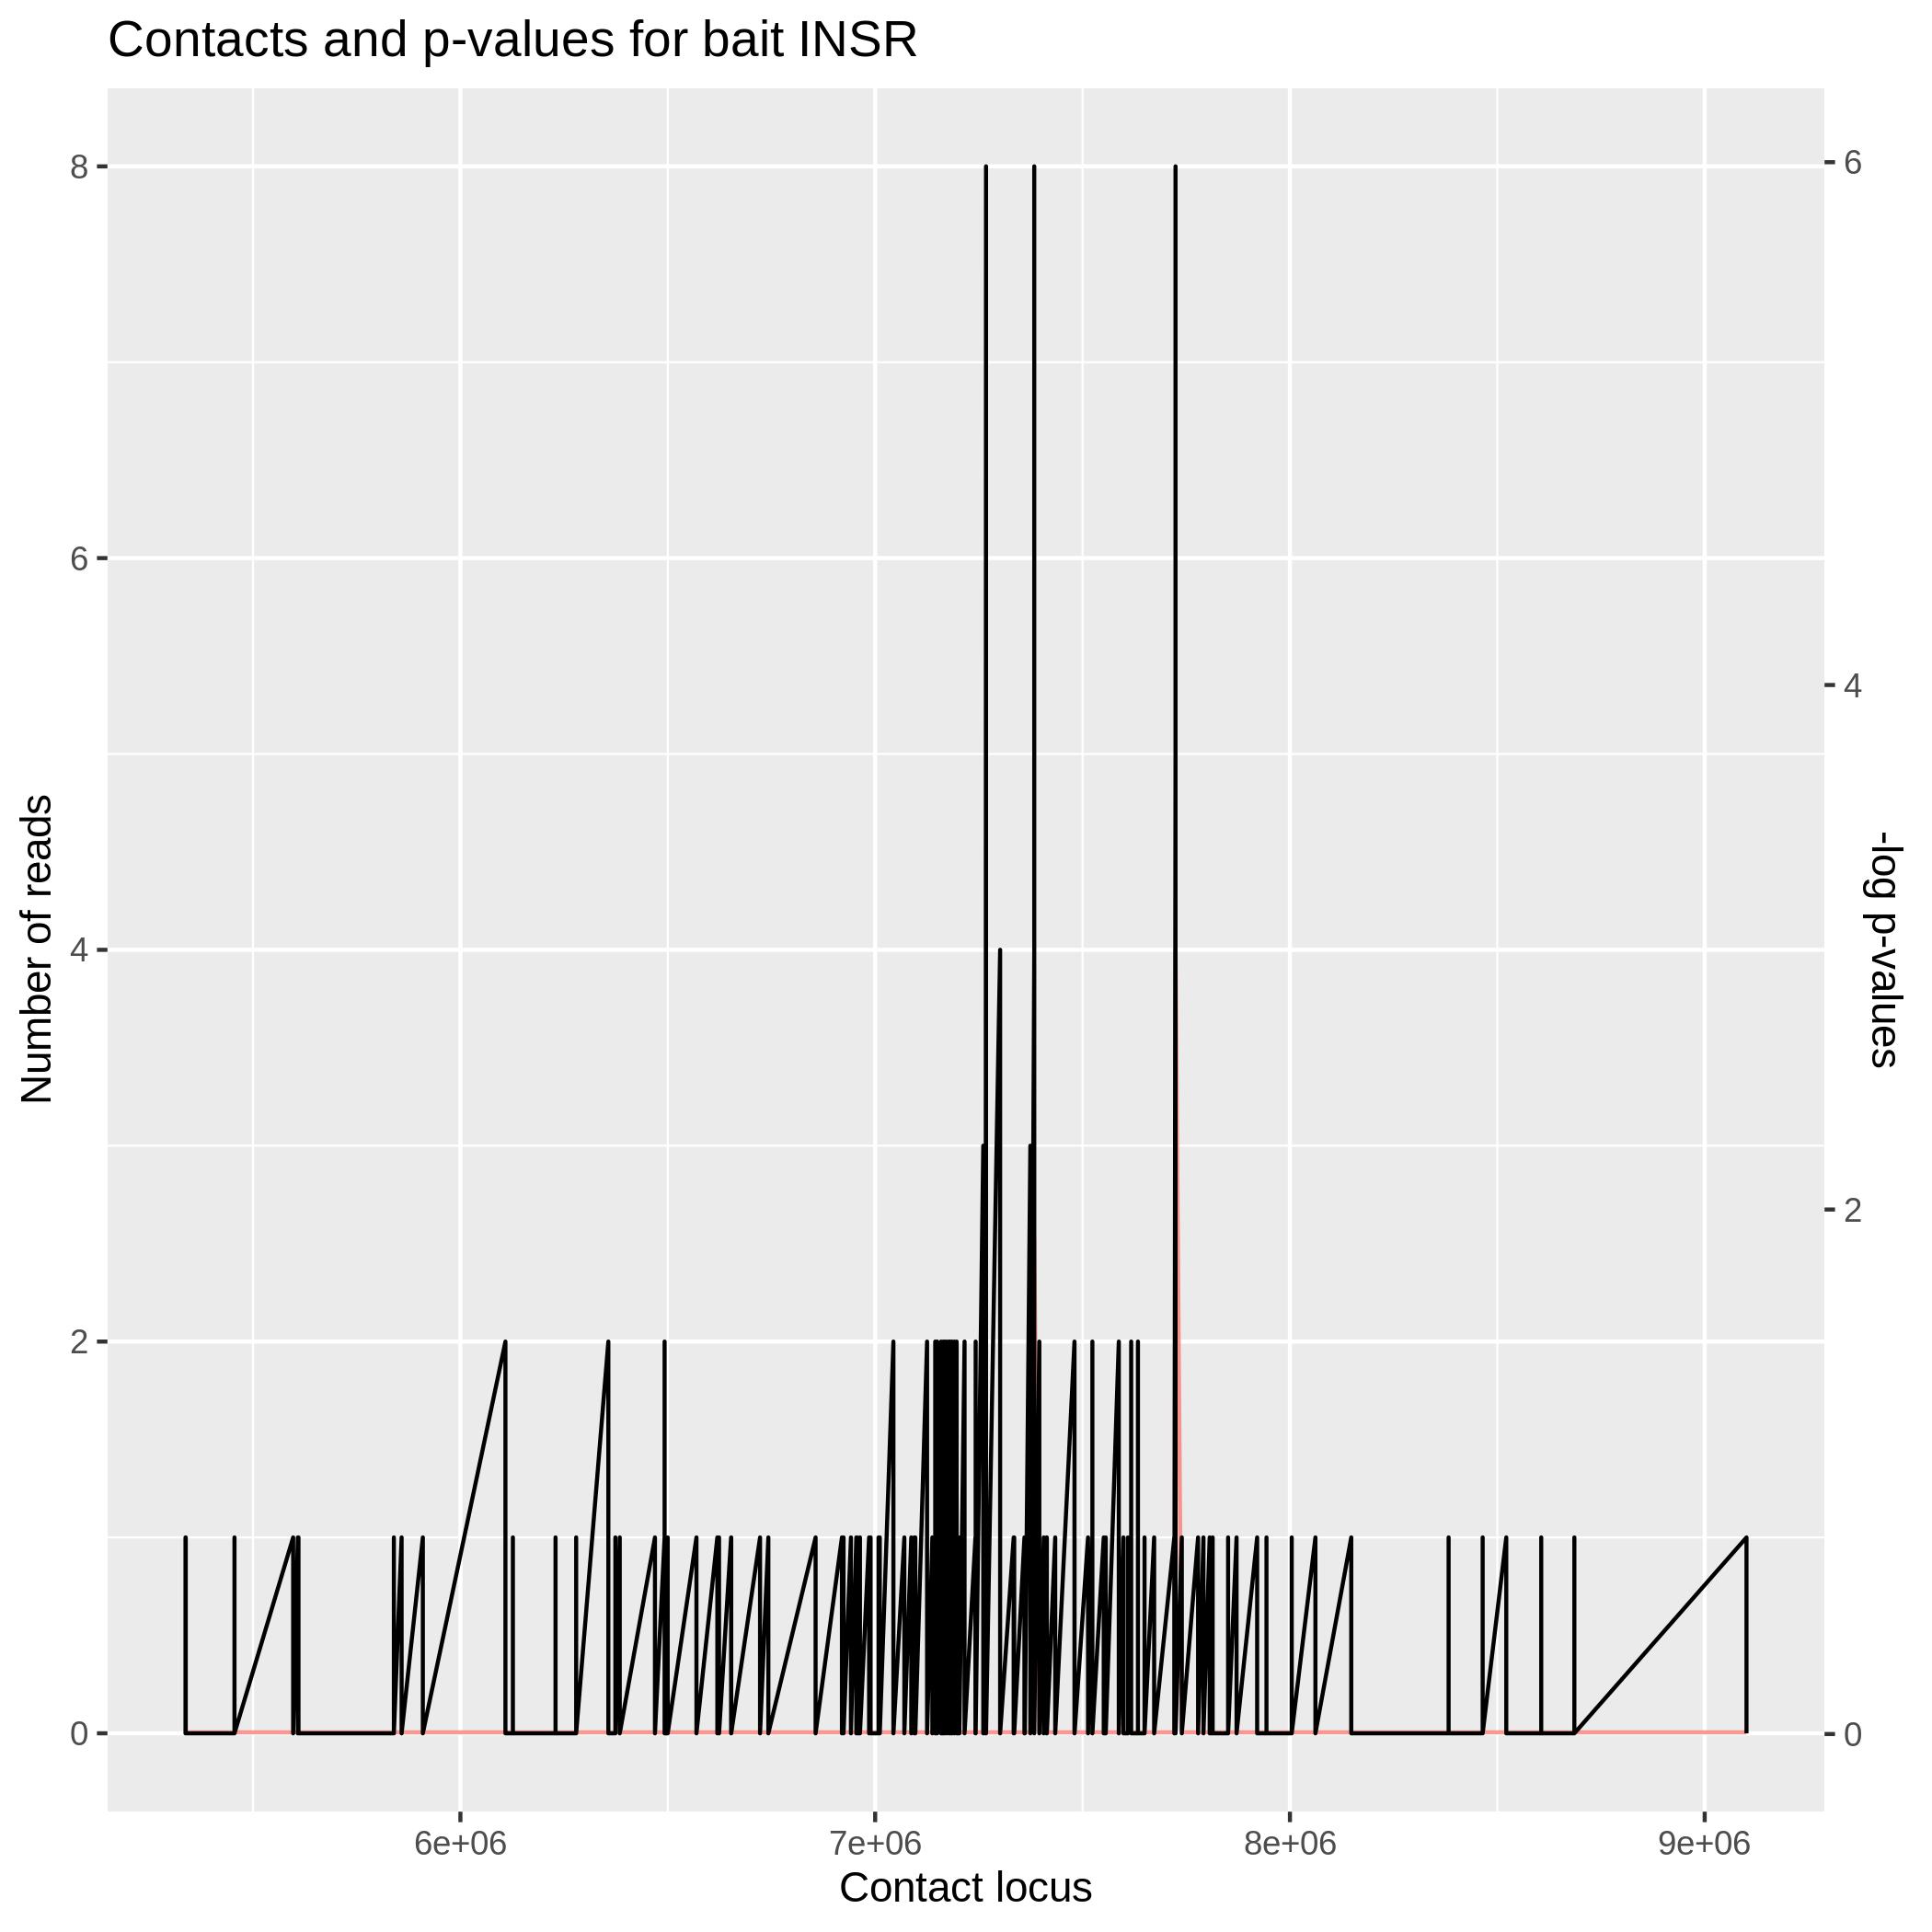 Contacts and p-values for bait INSR
8
6
4
2
0
Number of reads
6
4
2
0
-log p-values
6e+06 7e+06 8e+06 9e+06
Contact locus